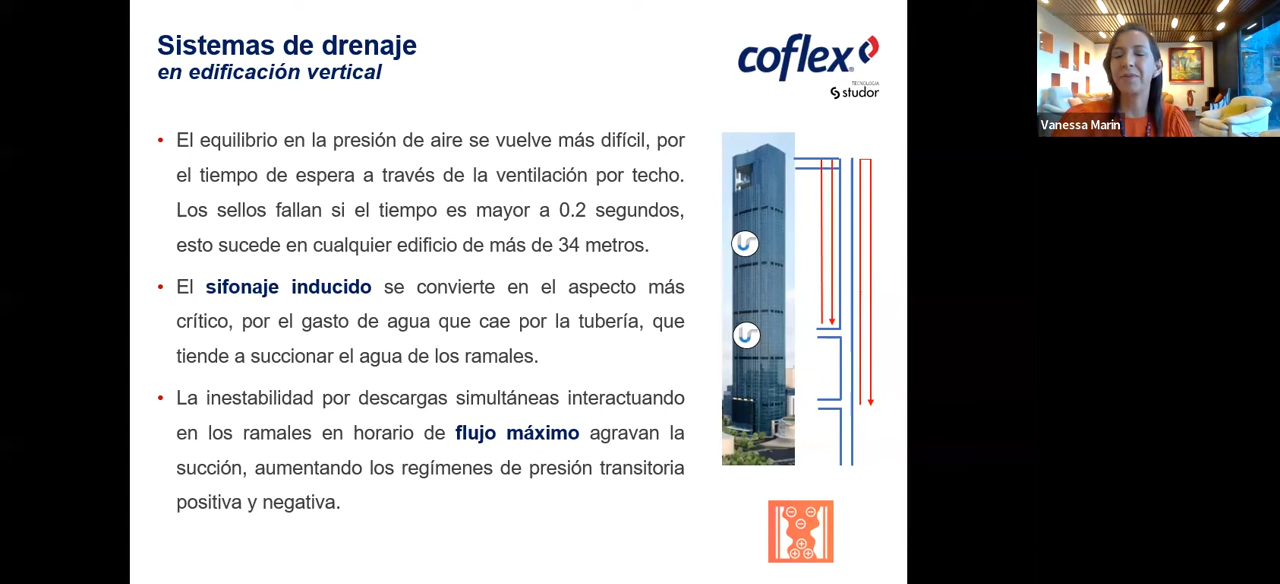 Sistemas de drenaje
en edificación vertical
coflex
TECNOLOGÍA
studor
Vanessa Marin
• El equilibrio en la presión de aire se vuelve más difícil, por
el tiempo de espera a través de la ventilación por techo.
Los sellos fallan si el tiempo es mayor a 0.2 segundos,
esto sucede en cualquier edificio de más de 34 metros.
• El sifonaje inducido se convierte en el aspecto más
crítico, por el gasto de agua que cae por la tubería, que
tiende a succionar el agua de los ramales.
• La inestabilidad por descargas simultáneas interactuando
en los ramales en horario de flujo máximo agravan la
succión, aumentando los regímenes de presión transitoria
positiva y negativa.